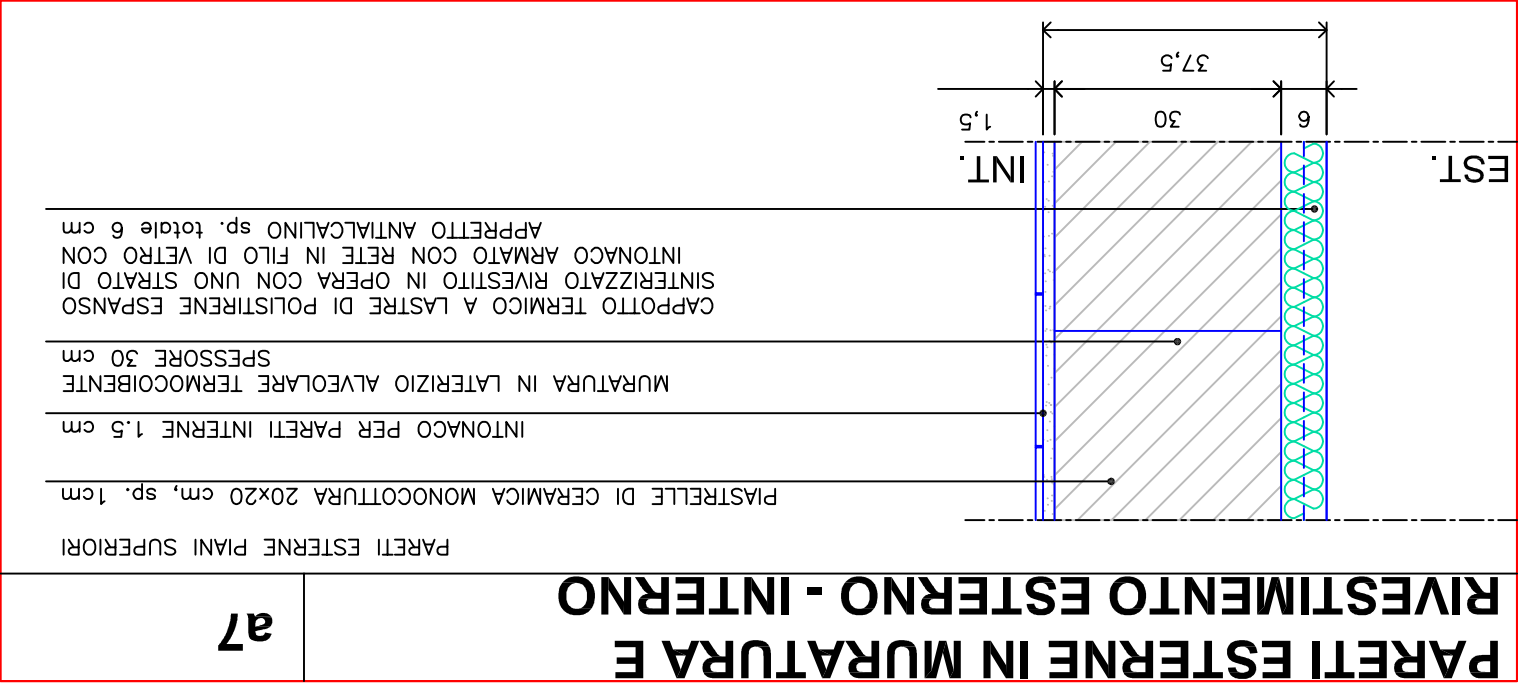 PARETI ESTERNE IN MURATURA E
RIVESTIMENTO ESTERNO - INTERNO
a7
PARETI ESTERNE PIANI SUPERIORI
PIASTRELLE DI CERAMICA MONOCOTTURA 20x20 cm, sp. 1cm
INTONACO PER PARETI INTERNE 1.5 cm
MURATURA IN LATERIZIO ALVEOLARE TERMOCOIBENTE
SPESSORE 30 cm
CAPPOTTO TERMICO A LASTRE DI POLISTIRENE ESPANSO
SINTERIZZATO RIVESTITO IN OPERA CON UNO STRATO DI
INTONACO ARMATO CON RETE IN FILO DI VETRO CON
APPRETTO ANTIALCALINO sp. totale 6 cm
EST.
INT.
6
30
1,5
37,5